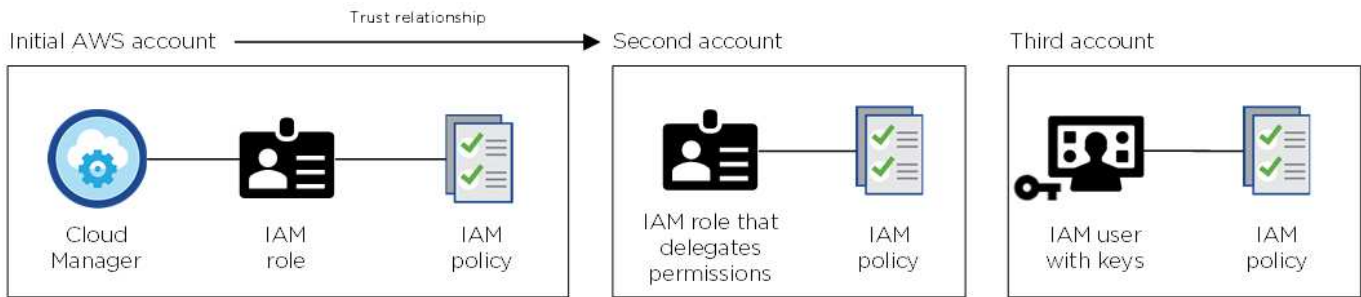 Trust relationship
Initial AWS account
Second account
Third account
Cloud
Manager
IAM
role
IAM
policy
IAM role that
delegates
permissions
IAM
policy
IAM user
with keys
IAM
policy